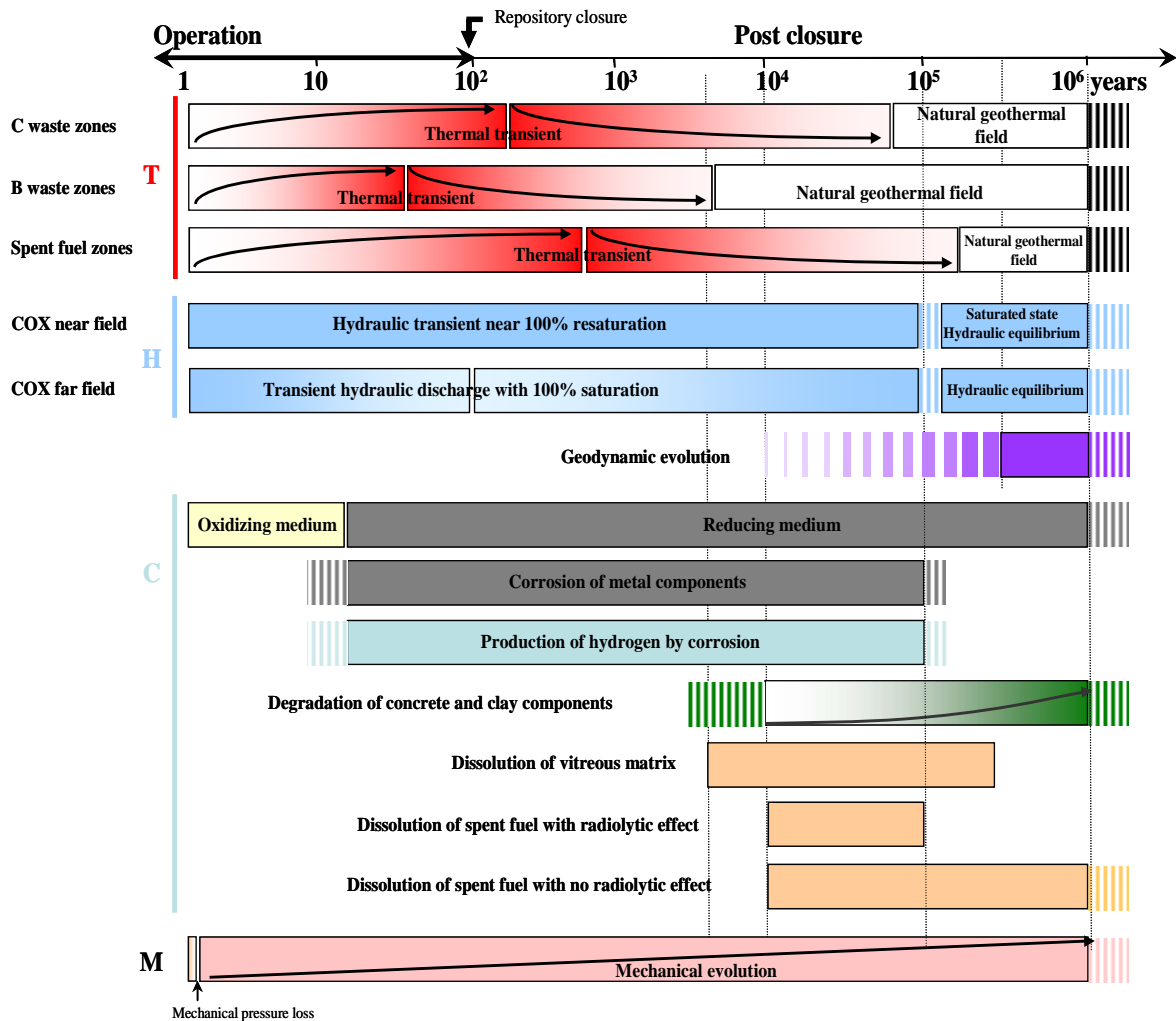 Repository closure
Operation
Post closure
1 10 10² 10³ 10⁴ 10⁵ 10⁶ years
T
C waste zones
Thermal transient
Natural geothermal
field
B waste zones
Thermal transient
Natural geothermal field
Spent fuel zones
Thermal transient
Natural geothermal
field
H
COX near field
Hydraulic transient near 100% resaturation
Saturated state
Hydraulic equilibrium
COX far field
Transient hydraulic discharge with 100% saturation
Hydraulic equilibrium
Geodynamic evolution
C
Oxidizing medium
Reducing medium
Corrosion of metal components
Production of hydrogen by corrosion
Degradation of concrete and clay components
Dissolution of vitreous matrix
Dissolution of spent fuel with radiolytic effect
Dissolution of spent fuel with no radiolytic effect
M
Mechanical evolution
Mechanical pressure loss